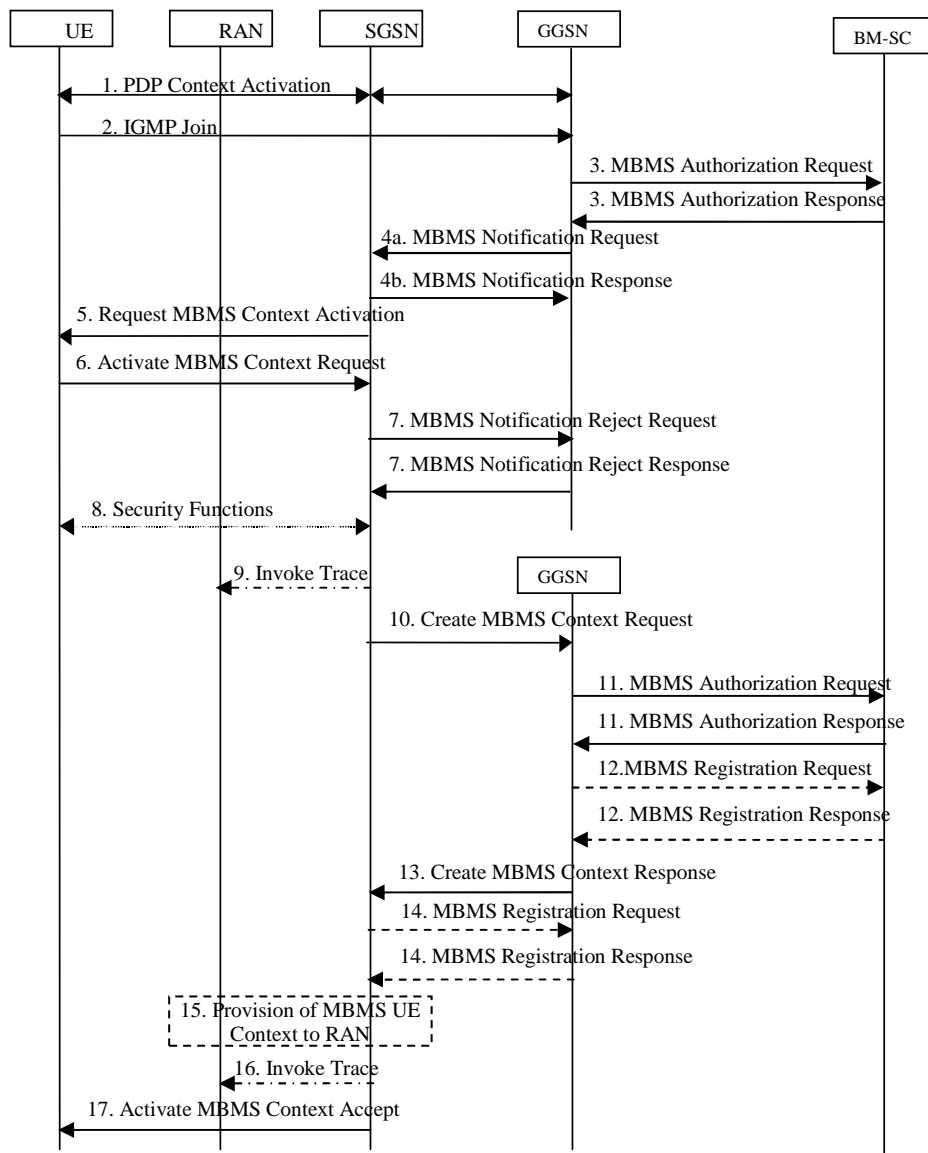 UE
RAN
SGSN
GGSN
BM-SC
1. PDP Context Activation
2. IGMP Join
3. MBMS Authorization Request
3. MBMS Authorization Response
4a. MBMS Notification Request
4b. MBMS Notification Response
5. Request MBMS Context Activation
6. Activate MBMS Context Request
7. MBMS Notification Reject Request
7. MBMS Notification Reject Response
8. Security Functions
9. Invoke Trace
GGSN
10. Create MBMS Context Request
11. MBMS Authorization Request
11. MBMS Authorization Response
12.MBMS Registration Request
12. MBMS Registration Response
13. Create MBMS Context Response
14. MBMS Registration Request
14. MBMS Registration Response
15. Provision of MBMS UE
Context to RAN
16. Invoke Trace
17. Activate MBMS Context Accept